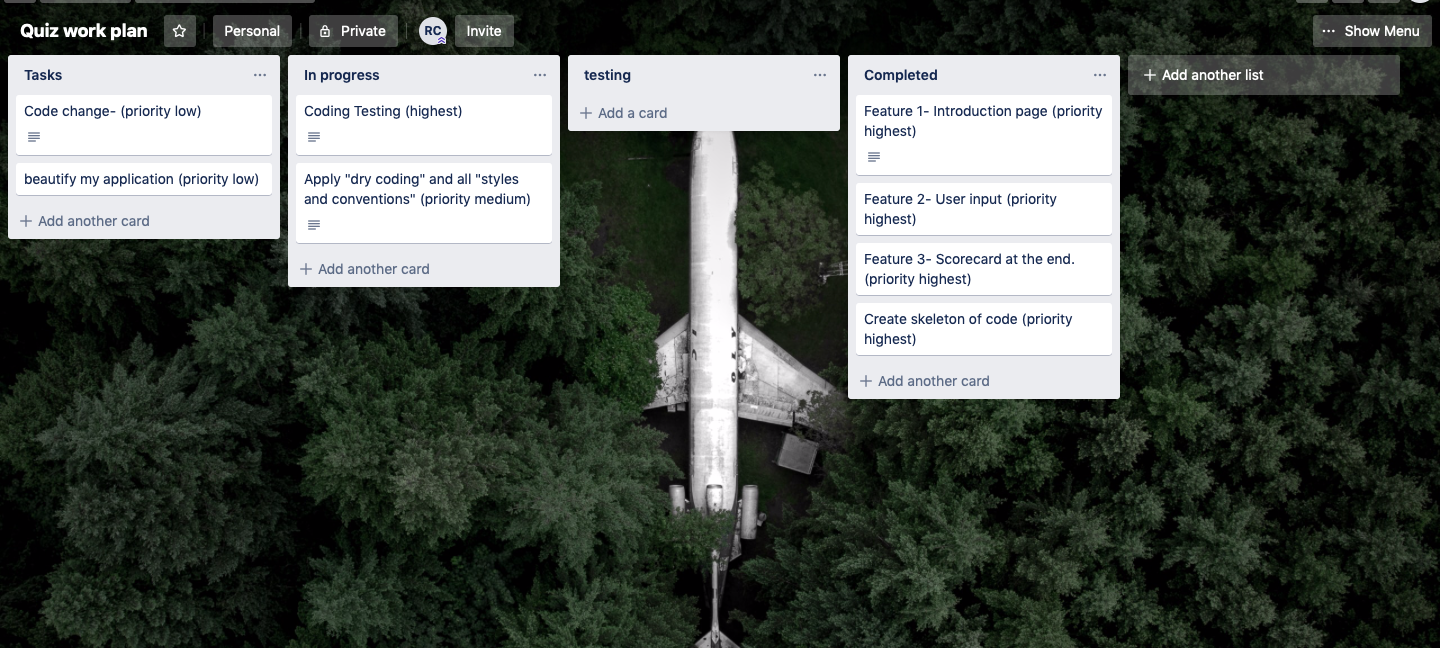 Quiz work plan
Personal
Private
RC
Invite
Show Menu
Tasks
Code change- (priority low)
beautify my application (priority low)
Add another card
In progress
Coding Testing (highest)
Apply "dry coding" and all "styles
and conventions" (priority medium)
Add another card
testing
Add a card
Completed
Feature 1- Introduction page (priority
highest)
Feature 2- User input (priority
highest)
Feature 3- Scorecard at the end.
(priority highest)
Create skeleton of code (priority
highest)
Add another card
Add another list